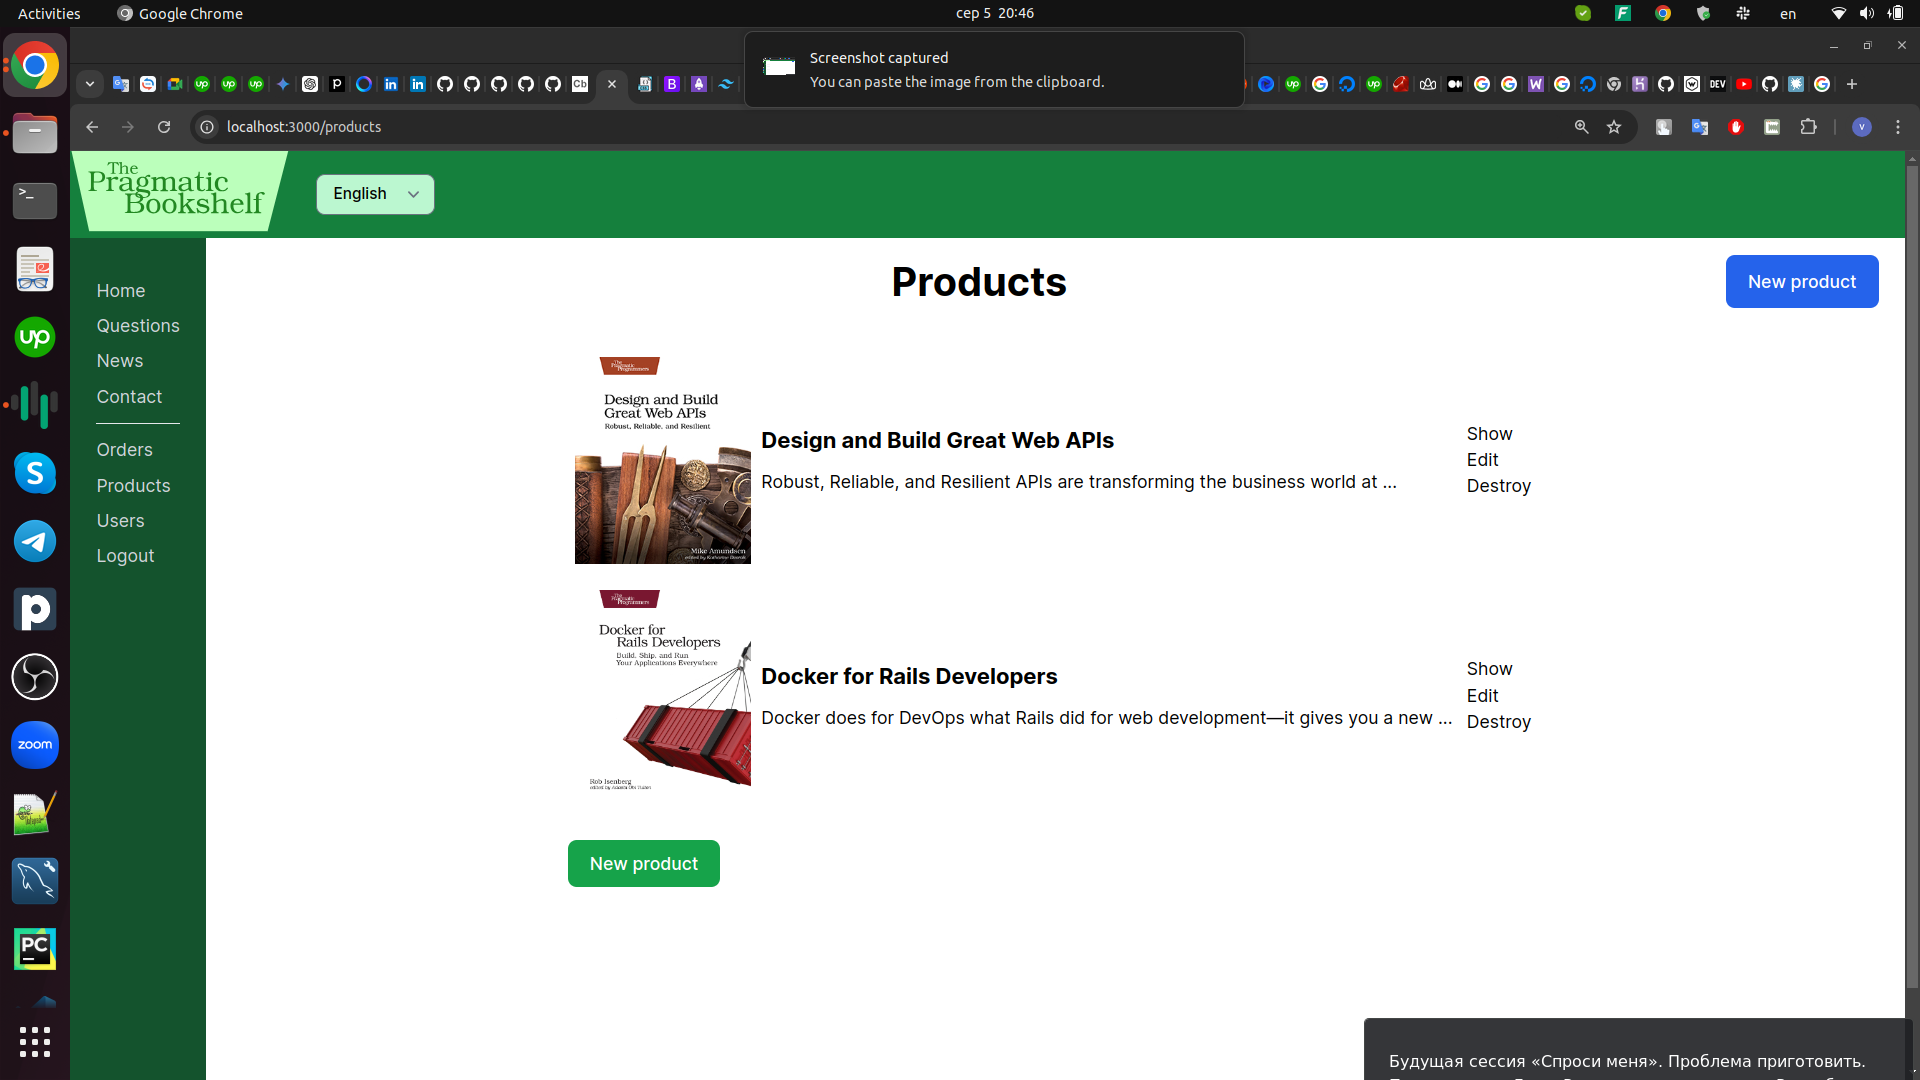 Activities
Google Chrome
сер 5 20:46
en
Screenshot captured
You can paste the image from the clipboard.
localhost:3000/products
The
Pragmatic
Bookshelf
English
Home
Questions
News
Contact
Orders
Products
Users
Logout
Products
New product
The
Pragmatic
Programmers
Design and Build
Great Web APIs
Robust, Reliable, and Resilient
Mike Amundsen
Design and Build Great Web APIs
Robust, Reliable, and Resilient APIs are transforming the business world at ...
Show
Edit
Destroy
The
Pragmatic
Programmers
Docker for
Rails Developers
Build, Ship, and Run
Your Applications Everywhere
Rob Isenberg
Docker for Rails Developers
Docker does for DevOps what Rails did for web development—it gives you a new ...
Show
Edit
Destroy
New product
Будущая сессия «Спроси меня». Проблема приготовить.